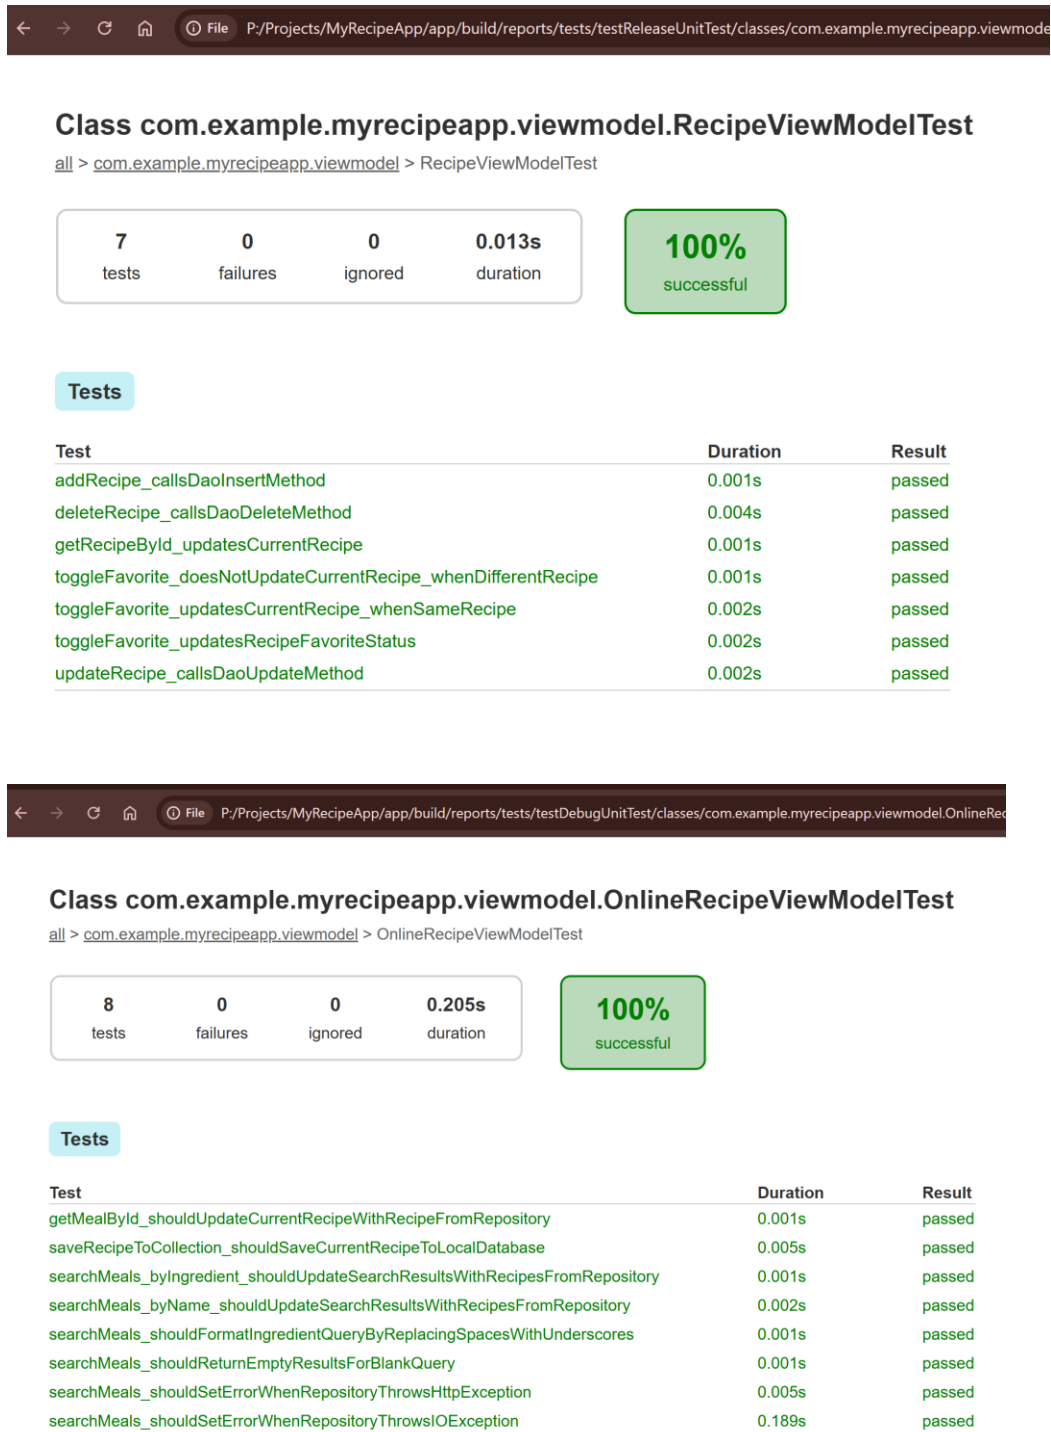 File P:/Projects/MyRecipeApp/app/build/reports/tests/testReleaseUnitTest/classes/com.example.myrecipeapp.viewmode
Class com.example.myrecipeapp.viewmodel.RecipeViewModelTest
all > com.example.myrecipeapp.viewmodel > RecipeViewModelTest
7 0 0 0.013s
tests failures ignored duration
100%
successful
Tests
Test Duration Result
addRecipe_callsDaoInsertMethod 0.001s passed
deleteRecipe_callsDaoDeleteMethod 0.004s passed
getRecipeById_updatesCurrentRecipe 0.001s passed
toggleFavorite_doesNotUpdateCurrentRecipe_whenDifferentRecipe 0.001s passed
toggleFavorite_updatesCurrentRecipe_whenSameRecipe 0.002s passed
toggleFavorite_updatesRecipeFavoriteStatus 0.002s passed
updateRecipe_callsDaoUpdateMethod 0.002s passed
File P:/Projects/MyRecipeApp/app/build/reports/tests/testDebugUnitTest/classes/com.example.myrecipeapp.viewmodel.OnlineRec
Class com.example.myrecipeapp.viewmodel.OnlineRecipeViewModelTest
all > com.example.myrecipeapp.viewmodel > OnlineRecipeViewModelTest
8 0 0 0.205s
tests failures ignored duration
100%
successful
Tests
Test Duration Result
getMealById_shouldUpdateCurrentRecipeWithRecipeFromRepository 0.001s passed
saveRecipeToCollection_shouldSaveCurrentRecipeToLocalDatabase 0.005s passed
searchMeals_byIngredient_shouldUpdateSearchResultsWithRecipesFromRepository 0.001s passed
searchMeals_byName_shouldUpdateSearchResultsWithRecipesFromRepository 0.002s passed
searchMeals_shouldFormatIngredientQueryByReplacingSpacesWithUnderscores 0.001s passed
searchMeals_shouldReturnEmptyResultsForBlankQuery 0.001s passed
searchMeals_shouldSetErrorWhenRepositoryThrowsHttpException 0.005s passed
searchMeals_shouldSetErrorWhenRepositoryThrowsIOException 0.189s passed